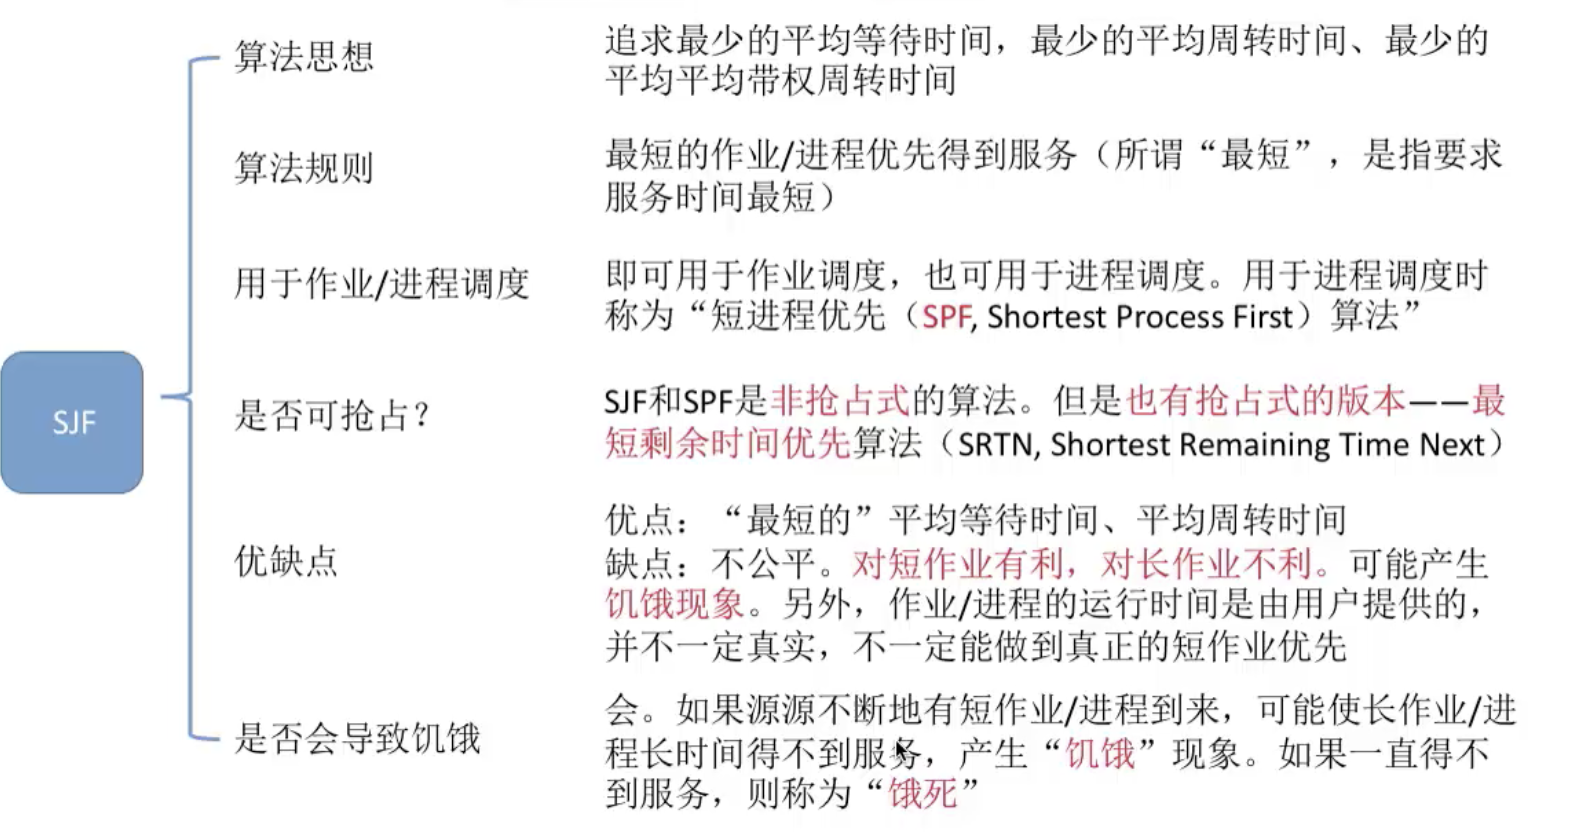 算法思想
追求最少的平均等待时间，最少的平均周转时间、最少的
平均平均带权周转时间
算法规则
最短的作业/进程优先得到服务（所谓“最短”，是指要求
服务时间最短）
用于作业/进程调度
即可用于作业调度，也可用于进程调度。用于进程调度时
称为“短进程优先（SPF, Shortest Process First）算法”
SJF
是否可抢占？
SJF和SPF是非抢占式的算法。但是也有抢占式的版本——最
短剩余时间优先算法（SRTN, Shortest Remaining Time Next）
优缺点
优点：“最短的”平均等待时间、平均周转时间
缺点：不公平。对短作业有利，对长作业不利。可能产生
饥饿现象。另外，作业/进程的运行时间是由用户提供的，
并不一定真实，不一定能做到真正的短作业优先
是否会导致饥饿
会。如果源源不断地有短作业/进程到来，可能使长作业/进
程长时间得不到服务，产生“饥饿”现象。如果一直得不
到服务，则称为“饿死”